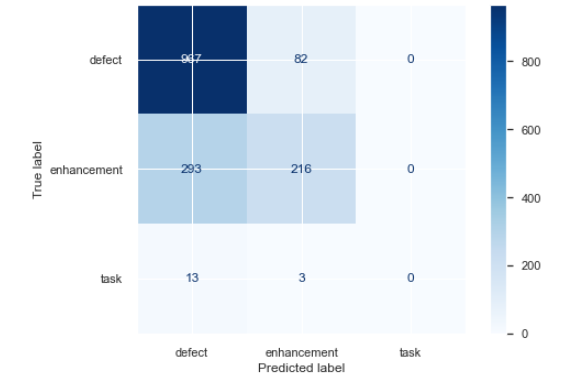 defect 967 82 0
800
600
True label
enhancement 293 216 0
400
200
task 13 3 0
0
defect enhancement task
Predicted label